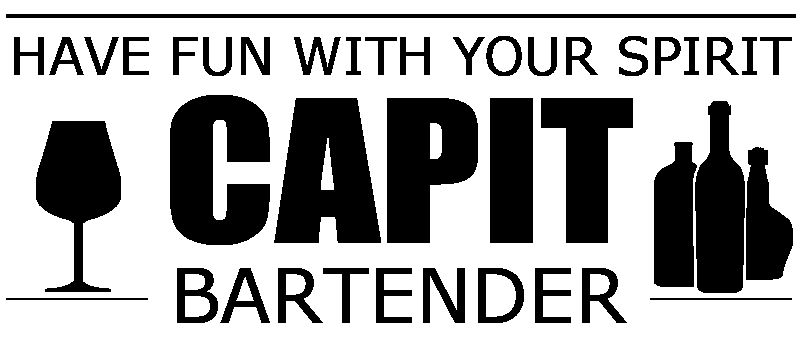 HAVE FUN WITH YOUR SPIRIT
CAPIT
BARTENDER